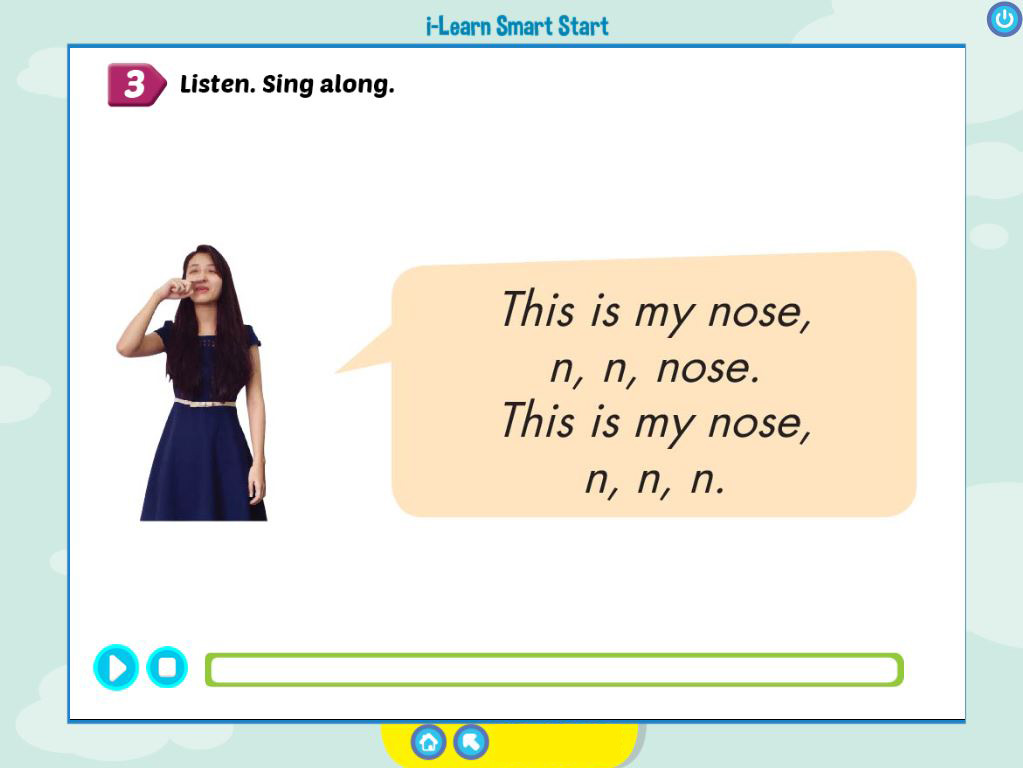 i-Learn Smart Start
3 Listen. Sing along.
This is my nose,
n, n, nose.
This is my nose,
n, n, n.